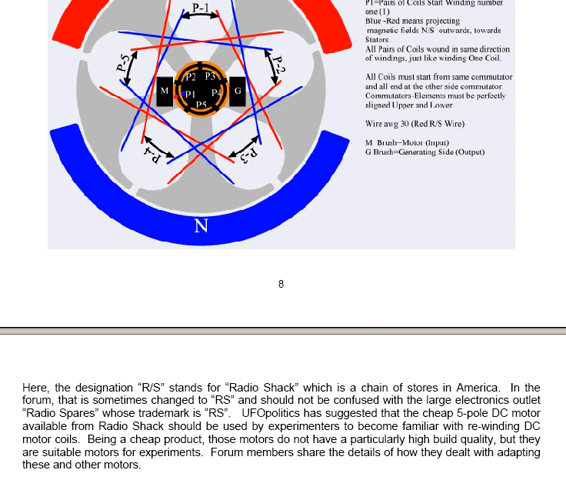 P1=Pairs of Coils Start Winding number
one (1)
Blue -Red means projecting
magnetic fields N/S outwards, towards
Stators .
All Pairs of Coils wound in same direction
of windings, just like winding One Coil.
All Coils must start from same commutator
and all end at the other side commutator.
Commutators-Elements must be perfectly
aligned Upper and Lower
Wire awg 30 (Red R/S Wire)
M Brush=Motor (Input)
G Brush=Generating Side (Output)
P-1
P-5
P-2
P2 P3
M
P1
P4
G
P5
P-4
P-3
N
8
Here, the designation "R/S" stands for "Radio Shack" which is a chain of stores in America. In the
forum, that is sometimes changed to "RS" and should not be confused with the large electronics outlet
"Radio Spares" whose trademark is "RS". UFOpolitics has suggested that the cheap 5-pole DC motor
available from Radio Shack should be used by experimenters to become familiar with re-winding DC
motor coils. Being a cheap product, those motors do not have a particularly high build quality, but they
are suitable motors for experiments. Forum members share the details of how they dealt with adapting
these and other motors.